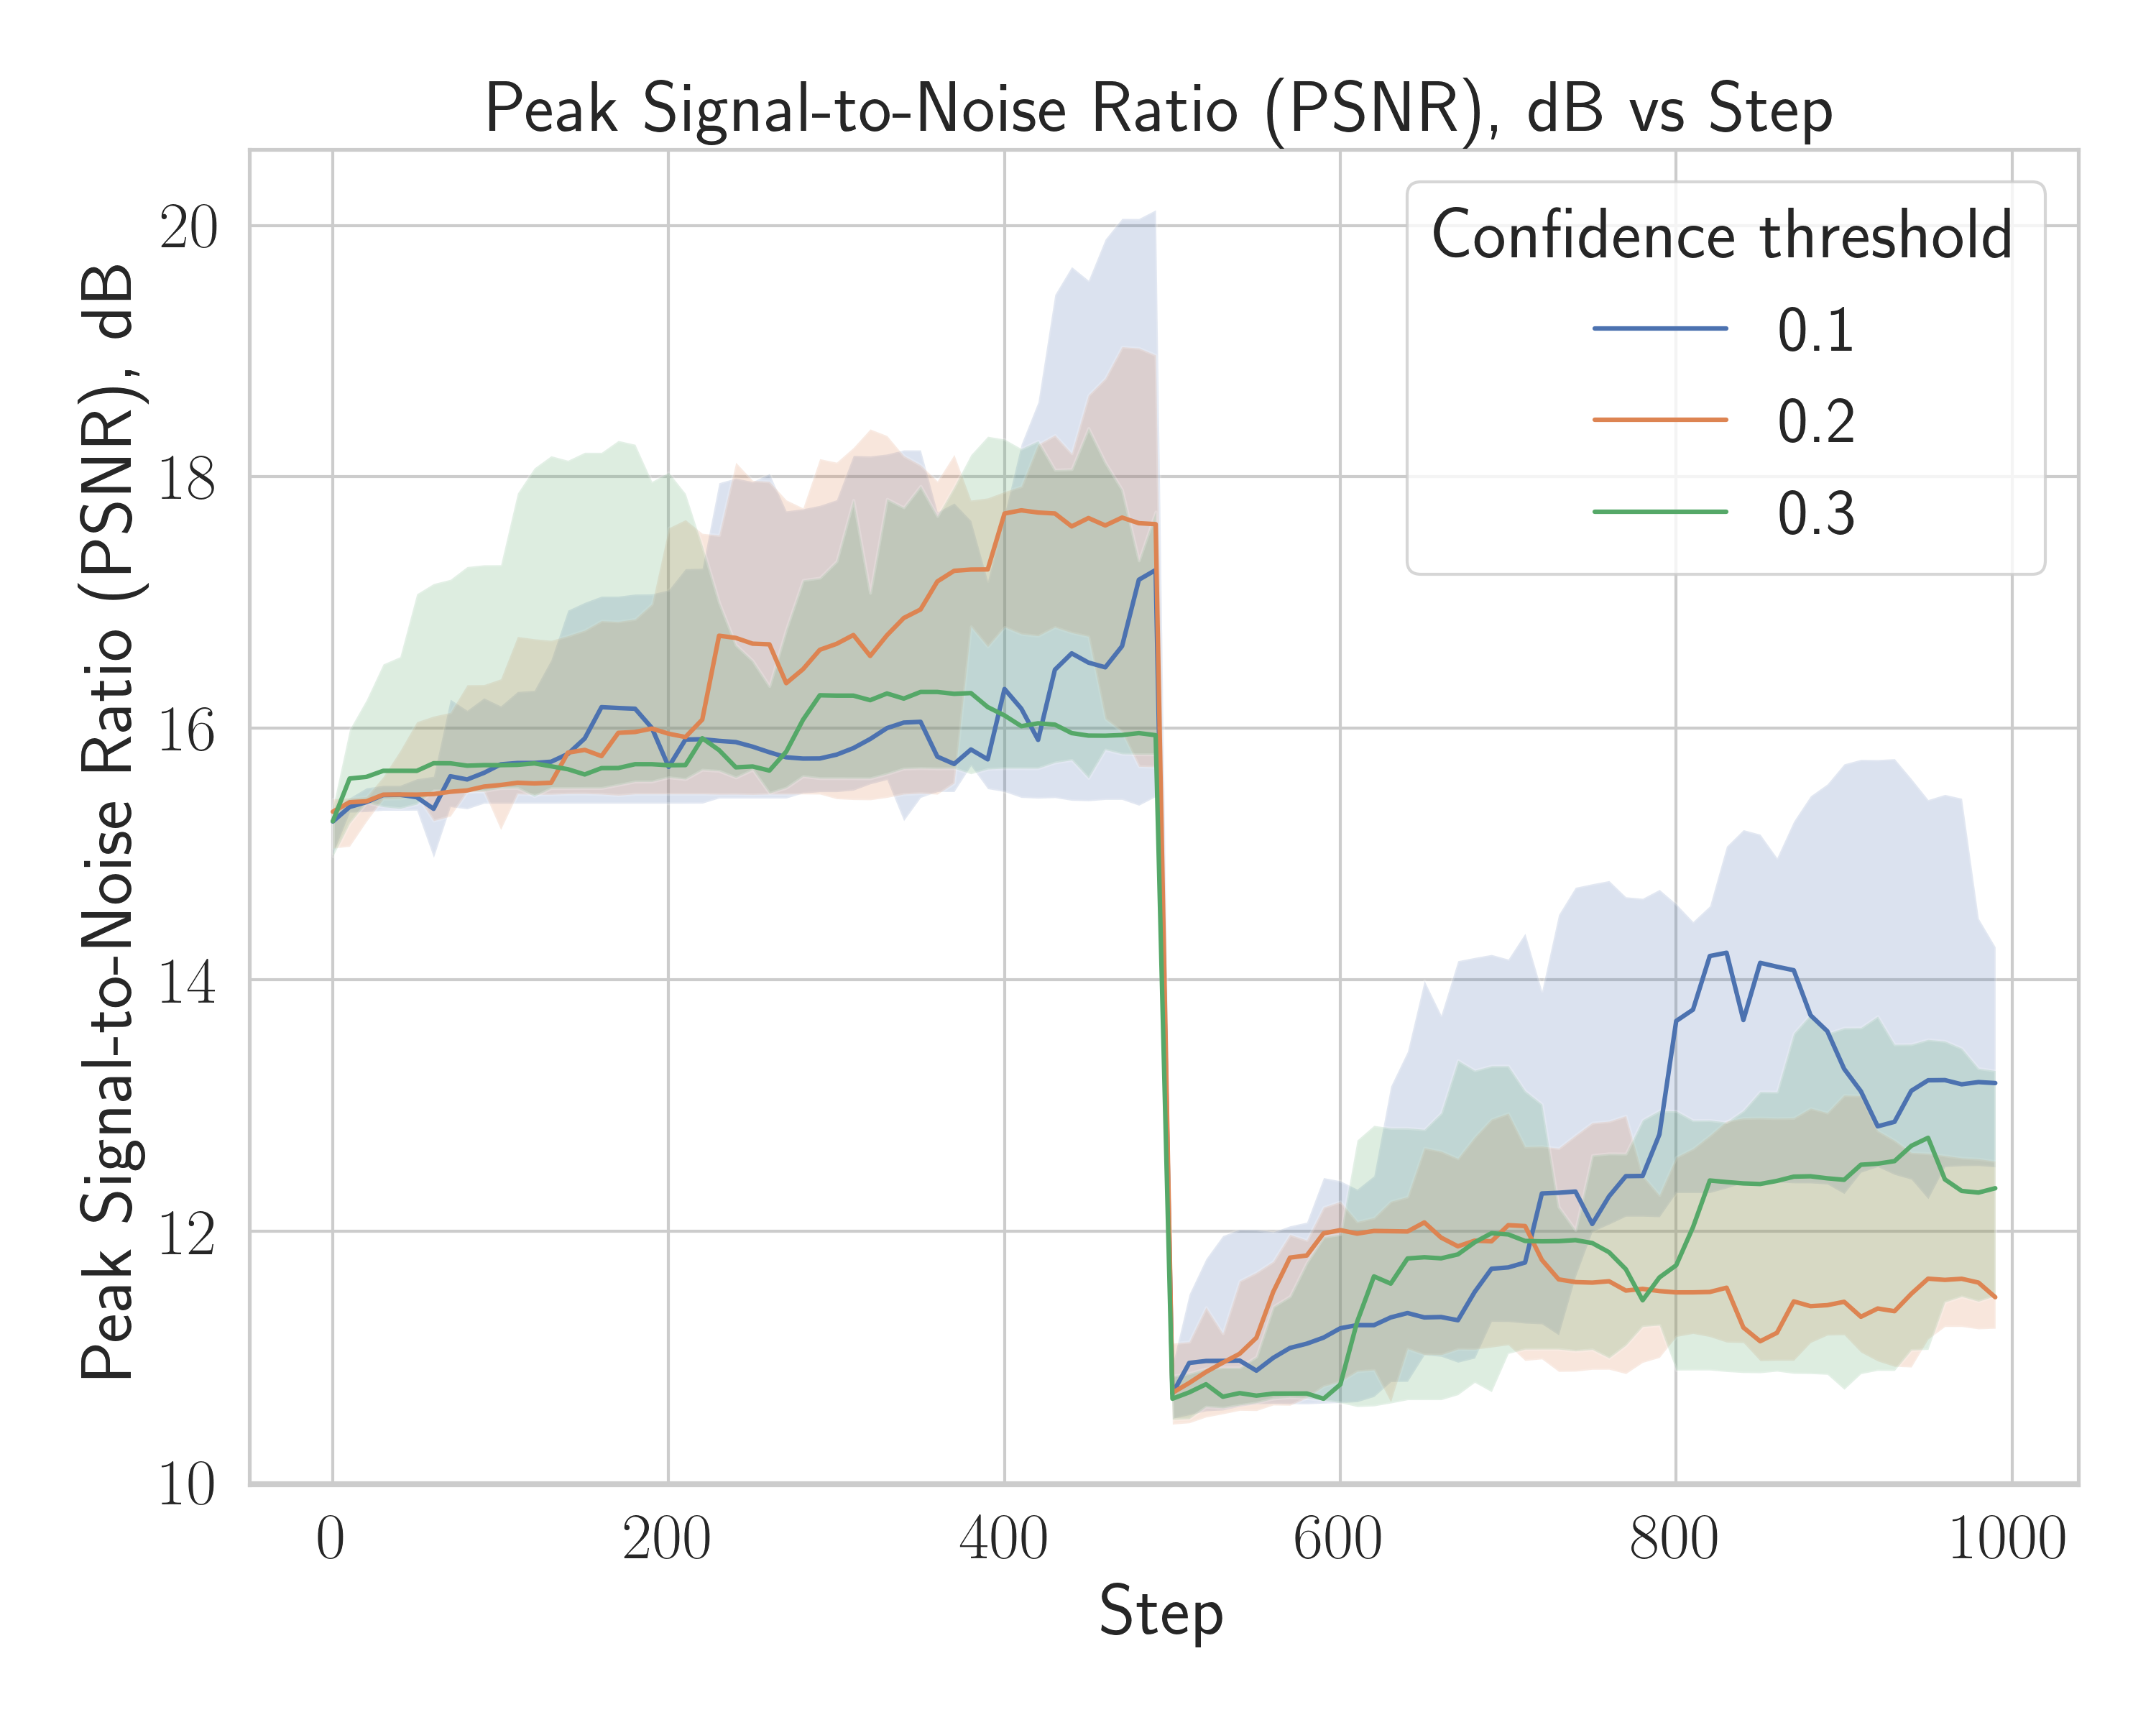 Peak Signal-to-Noise Ratio (PSNR), dB vs Step
Peak Signal-to-Noise Ratio (PSNR), dB
20
18
16
14
12
10
Confidence threshold
0.1
0.2
0.3
0 200 400 600 800 1000
Step